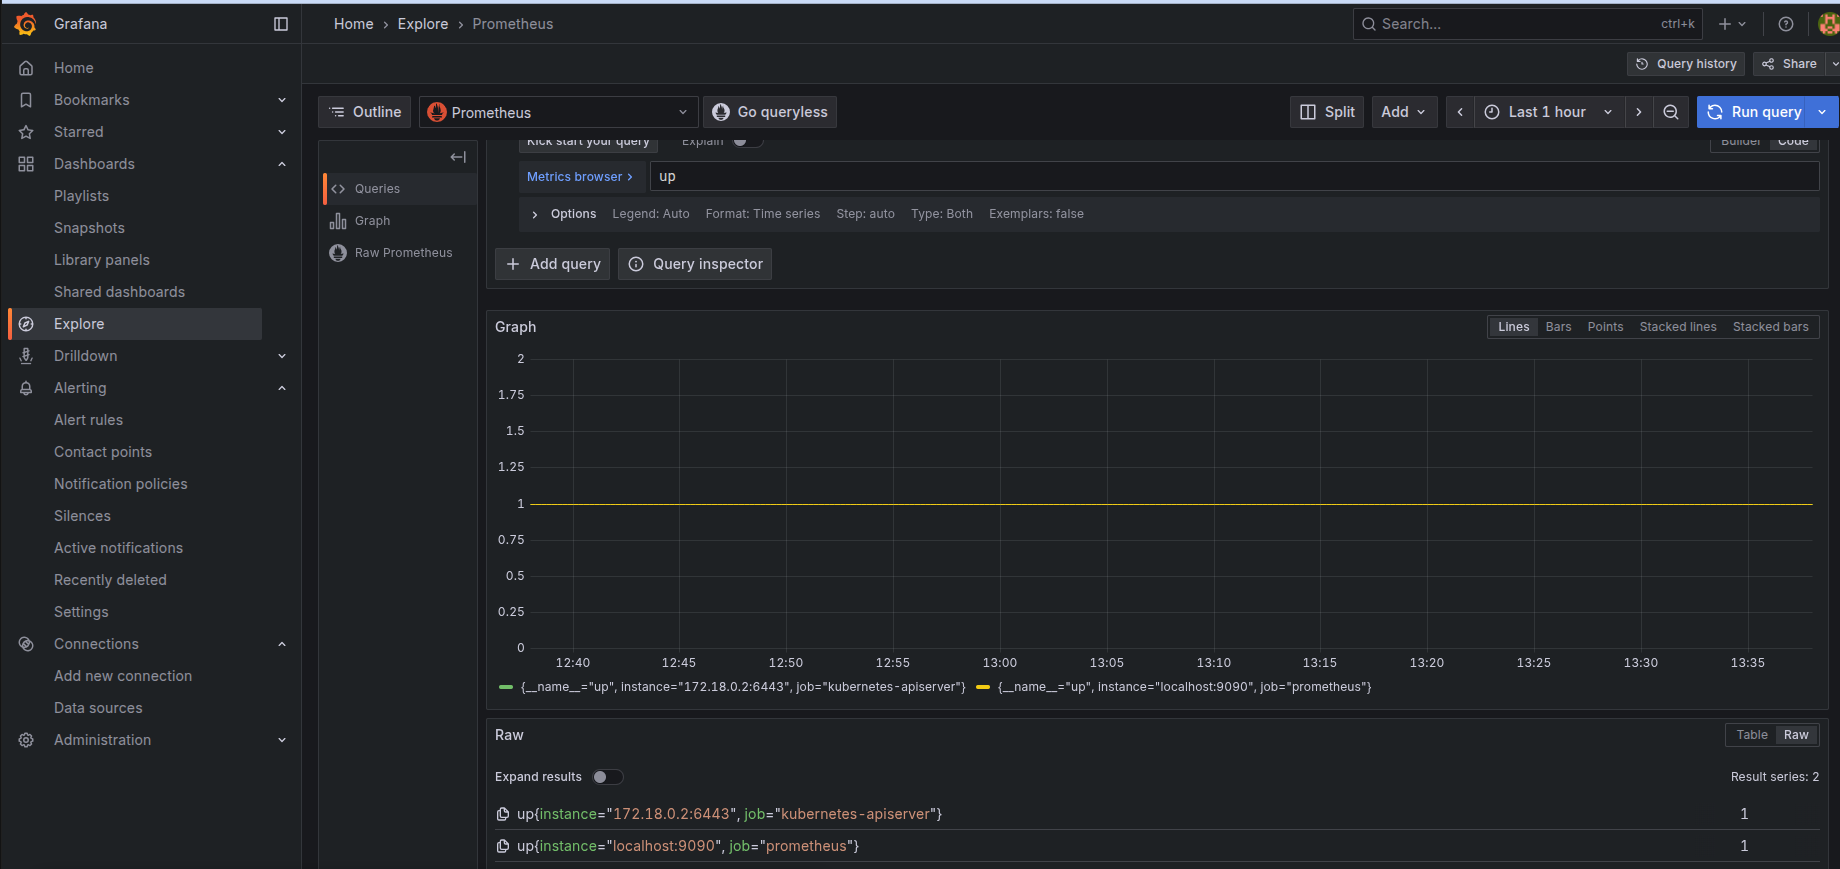 Grafana
Home › Explore › Prometheus
Search... ctrl+k
Query history
Share
Home
Bookmarks
Starred
Dashboards
Playlists
Snapshots
Library panels
Shared dashboards
Explore
Drilldown
Alerting
Alert rules
Contact points
Notification policies
Silences
Active notifications
Recently deleted
Settings
Connections
Add new connection
Data sources
Administration
Outline
Prometheus
Go queryless
Split
Add
Last 1 hour
Run query
Queries
Graph
Raw Prometheus
Kick start your query
Explain
Builder
Code
Metrics browser
up
Options Legend: Auto Format: Time series Step: auto Type: Both Exemplars: false
+ Add query
Query inspector
Graph
Lines Bars Points Stacked lines Stacked bars
2
1.75
1.5
1.25
1
0.75
0.5
0.25
0
12:40 12:45 12:50 12:55 13:00 13:05 13:10 13:15 13:20 13:25 13:30 13:35
{__name__="up", instance="172.18.0.2:6443", job="kubernetes-apiserver"} {__name__="up", instance="localhost:9090", job="prometheus"}
Raw
Table Raw
Expand results
Result series: 2
up{instance="172.18.0.2:6443", job="kubernetes-apiserver"} 1
up{instance="localhost:9090", job="prometheus"} 1